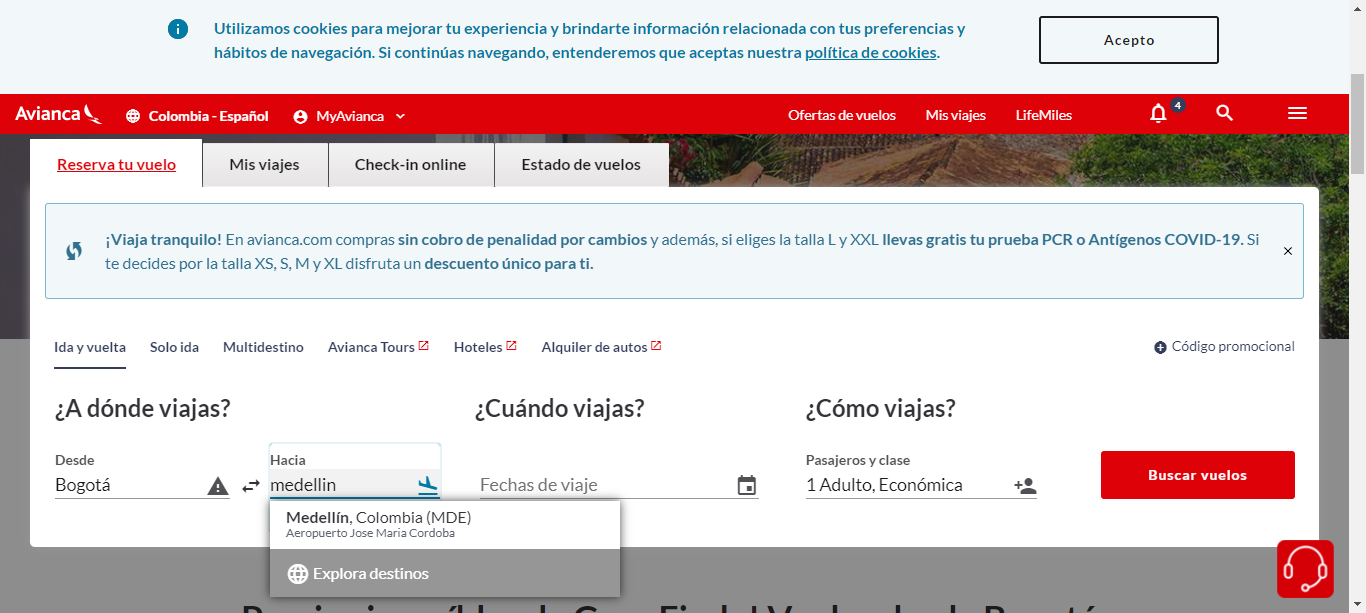 Utilizamos cookies para mejorar tu experiencia y brindarte información relacionada con tus preferencias y
hábitos de navegación. Si continúas navegando, entenderemos que aceptas nuestra política de cookies.
Acepto
Avianca
Colombia - Español
MyAvianca
Ofertas de vuelos
Mis viajes
LifeMiles
4
Reserva tu vuelo
Mis viajes
Check-in online
Estado de vuelos
¡Viaja tranquilo! En avianca.com compras sin cobro de penalidad por cambios y además, si eliges la talla L y XXL llevas gratis tu prueba PCR o Antígenos COVID-19. Si
te decides por la talla XS, S, M y XL disfruta un descuento único para ti.
Ida y vuelta
Solo ida
Multidestino
Avianca Tours
Hoteles
Alquiler de autos
Código promocional
¿A dónde viajas?
¿Cuándo viajas?
¿Cómo viajas?
Desde
Bogotá
Hacia
medellin
Fechas de viaje
Pasajeros y clase
1 Adulto, Económica
Buscar vuelos
Medellín, Colombia (MDE)
Aeropuerto Jose Maria Cordoba
Explora destinos